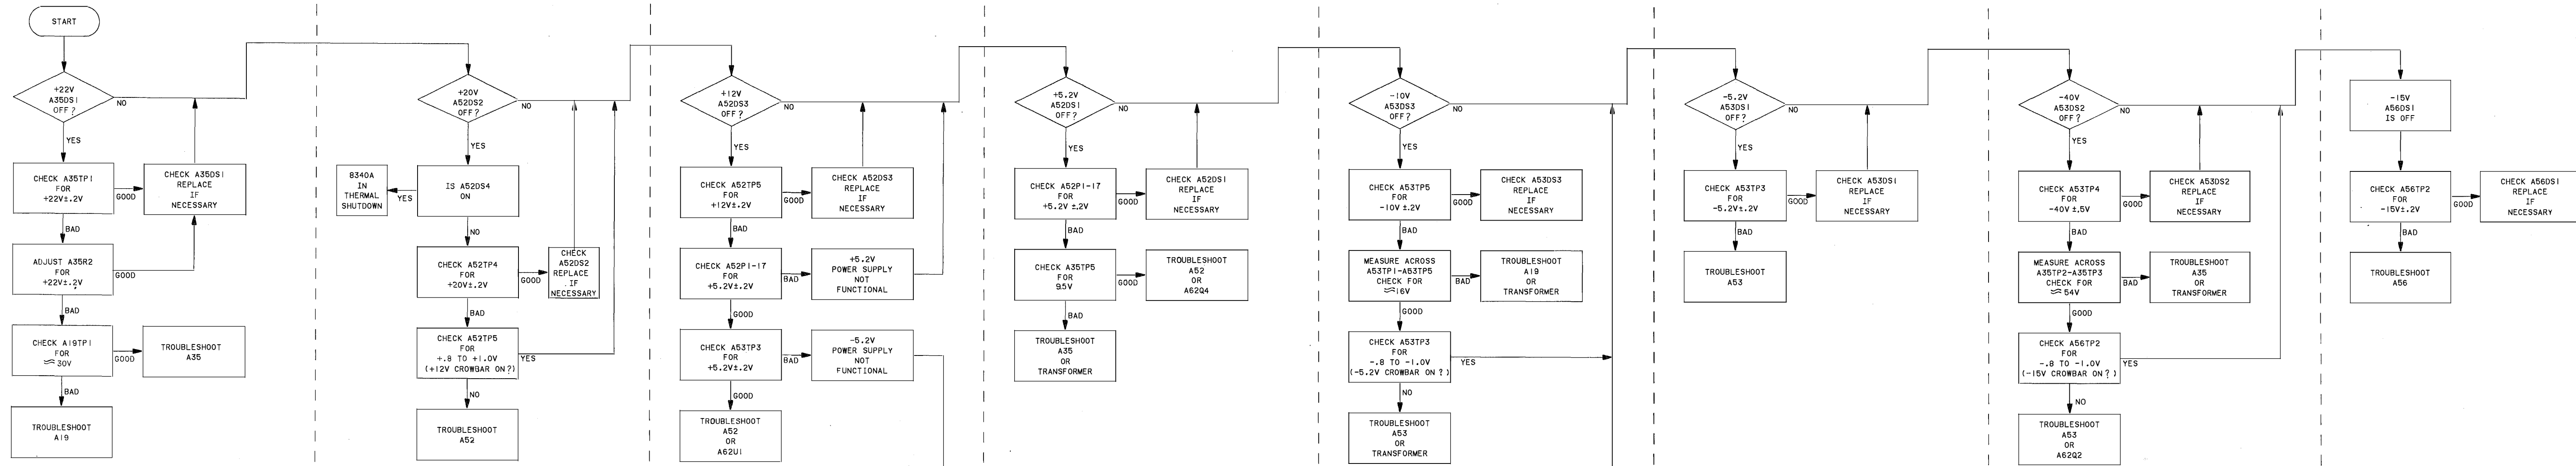 START
+22V
A35DS1
OFF?
NO
YES
CHECK A35TP1
FOR
+22V±.2V
GOOD
CHECK A35DS1
REPLACE
IF
NECESSARY
BAD
ADJUST A35R2
FOR
+22V±.2V
GOOD
BAD
CHECK A19TP1
FOR
≈30V
GOOD
TROUBLESHOOT
A35
BAD
TROUBLESHOOT
A19
+20V
A52DS2
OFF?
NO
YES
IS A52DS4
ON
YES
8340A
IN
THERMAL
SHUTDOWN
NO
CHECK A52TP4
FOR
+20V±.2V
GOOD
CHECK
A52DS2
REPLACE
IF
NECESSARY
BAD
CHECK A52TP5
FOR
+.8 TO +1.0V
(+12V CROWBAR ON?)
YES
NO
TROUBLESHOOT
A52
+12V
A52DS3
OFF?
NO
YES
CHECK A52TP5
FOR
+12V±.2V
GOOD
CHECK A52DS3
REPLACE
IF
NECESSARY
BAD
CHECK A52P1-17
FOR
+5.2V±.2V
BAD
+5.2V
POWER SUPPLY
NOT
FUNCTIONAL
GOOD
CHECK A53TP3
FOR
+5.2V±.2V
BAD
-5.2V
POWER SUPPLY
NOT
FUNCTIONAL
GOOD
TROUBLESHOOT
A52
OR
A62U1
+5.2V
A52DS1
OFF?
NO
YES
CHECK A52P1-17
FOR
+5.2V ±.2V
GOOD
CHECK A52DS1
REPLACE
IF
NECESSARY
BAD
CHECK A35TP5
FOR
9.5V
GOOD
TROUBLESHOOT
A52
OR
A62Q4
BAD
TROUBLESHOOT
A35
OR
TRANSFORMER
-10V
A53DS3
OFF?
NO
YES
CHECK A53TP5
FOR
-10V ±.2V
GOOD
CHECK A53DS3
REPLACE
IF
NECESSARY
BAD
MEASURE ACROSS
A53TP1-A53TP5
CHECK FOR
≈16V
BAD
TROUBLESHOOT
A19
OR
TRANSFORMER
GOOD
CHECK A53TP3
FOR
-.8 TO -1.0V
(-5.2V CROWBAR ON?)
YES
NO
TROUBLESHOOT
A53
OR
TRANSFORMER
-5.2V
A53DS1
OFF?
NO
YES
CHECK A53TP3
FOR
-5.2V±.2V
GOOD
CHECK A53DS1
REPLACE
IF
NECESSARY
BAD
TROUBLESHOOT
A53
-40V
A53DS2
OFF?
NO
YES
CHECK A53TP4
FOR
-40V ±.5V
GOOD
CHECK A53DS2
REPLACE
IF
NECESSARY
BAD
MEASURE ACROSS
A35TP2-A35TP3
CHECK FOR
≈54V
BAD
TROUBLESHOOT
A35
OR
TRANSFORMER
GOOD
CHECK A56TP2
FOR
-.8 TO -1.0V
(-15V CROWBAR ON?)
YES
NO
TROUBLESHOOT
A53
OR
A62Q2
-15V
A56DS1
IS OFF
CHECK A56TP2
FOR
-15V±.2V
GOOD
CHECK A56DS1
REPLACE
IF
NECESSARY
BAD
TROUBLESHOOT
A56